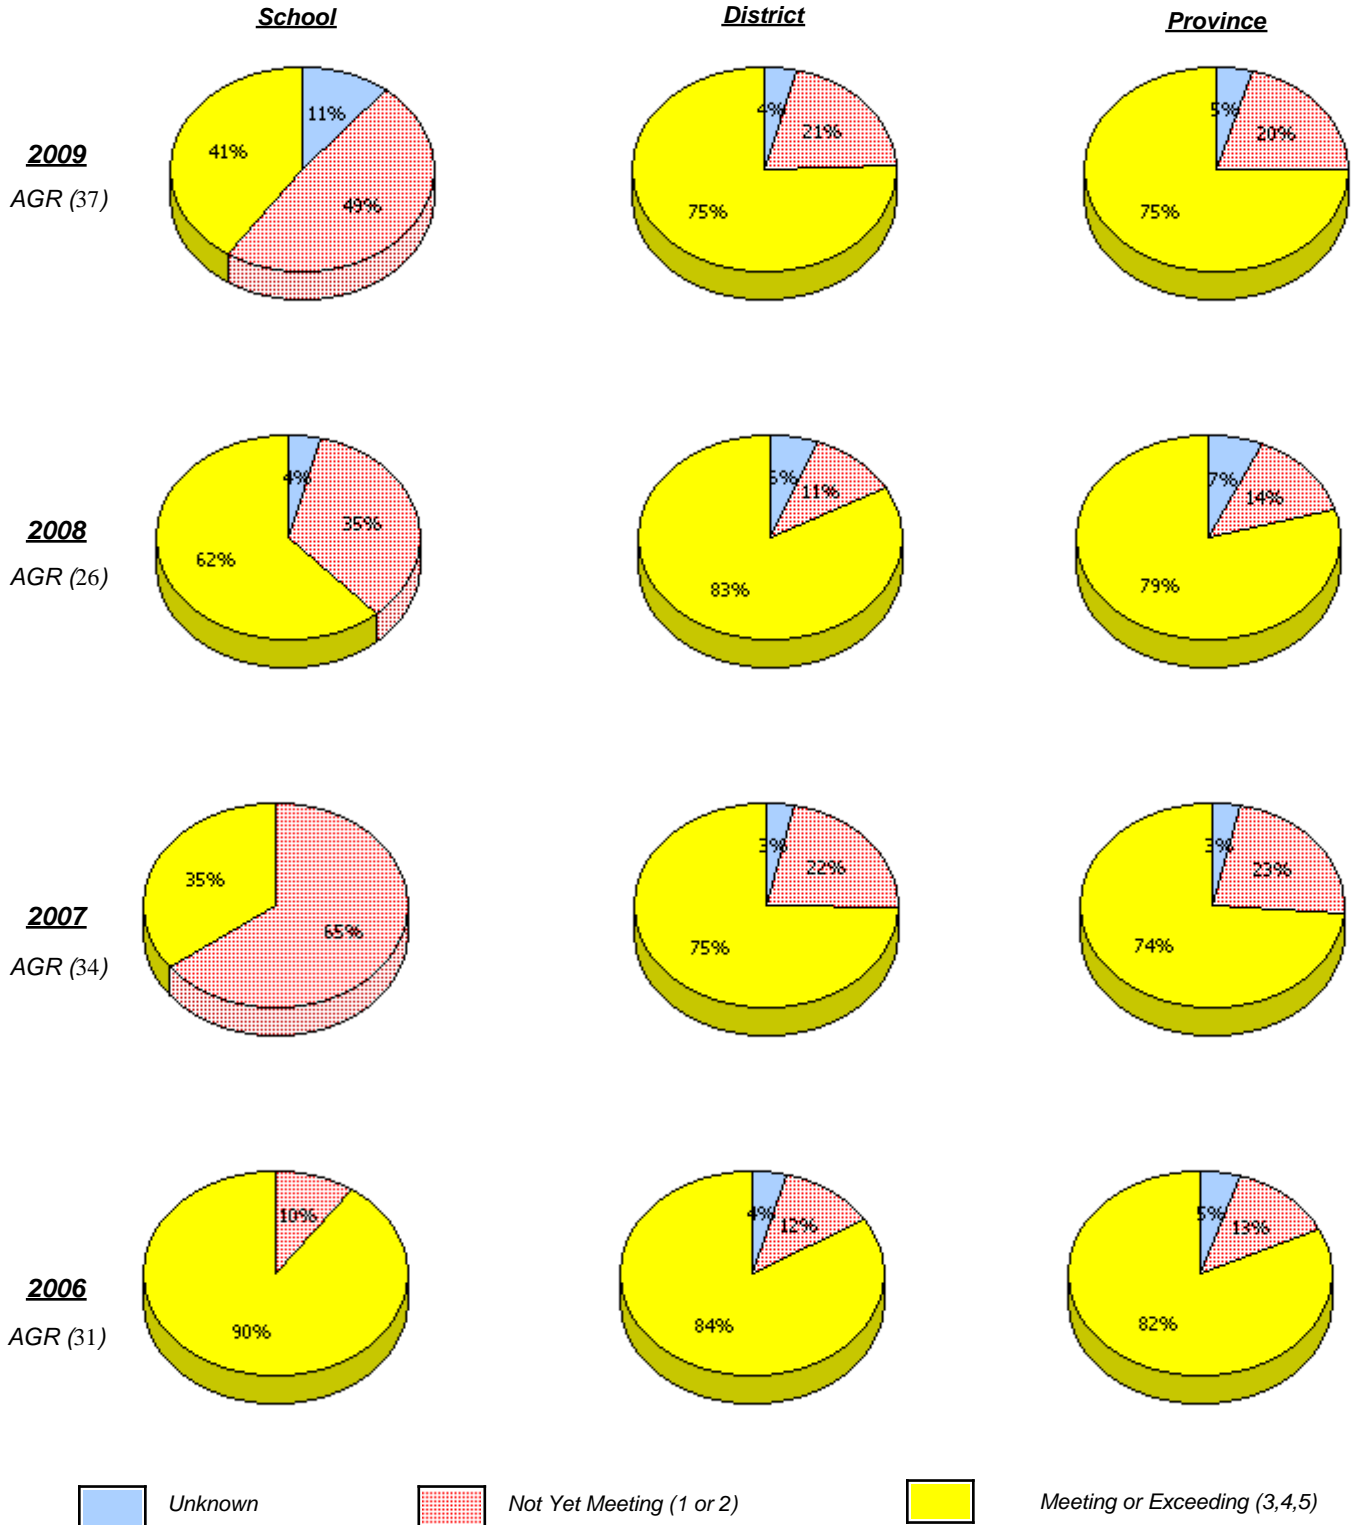 School District Province
11% 49% 41%
4% 21% 75%
5% 20% 75%
2009
AGR (37)
4% 35% 62%
11% 83%
7% 14% 79%
2008
AGR (26)
65% 35%
3% 22% 75%
3% 23% 74%
2007
AGR (34)
10% 90%
4% 12% 84%
5% 13% 82%
2006
AGR (31)
Unknown Not Yet Meeting (1 or 2) Meeting or Exceeding (3,4,5)